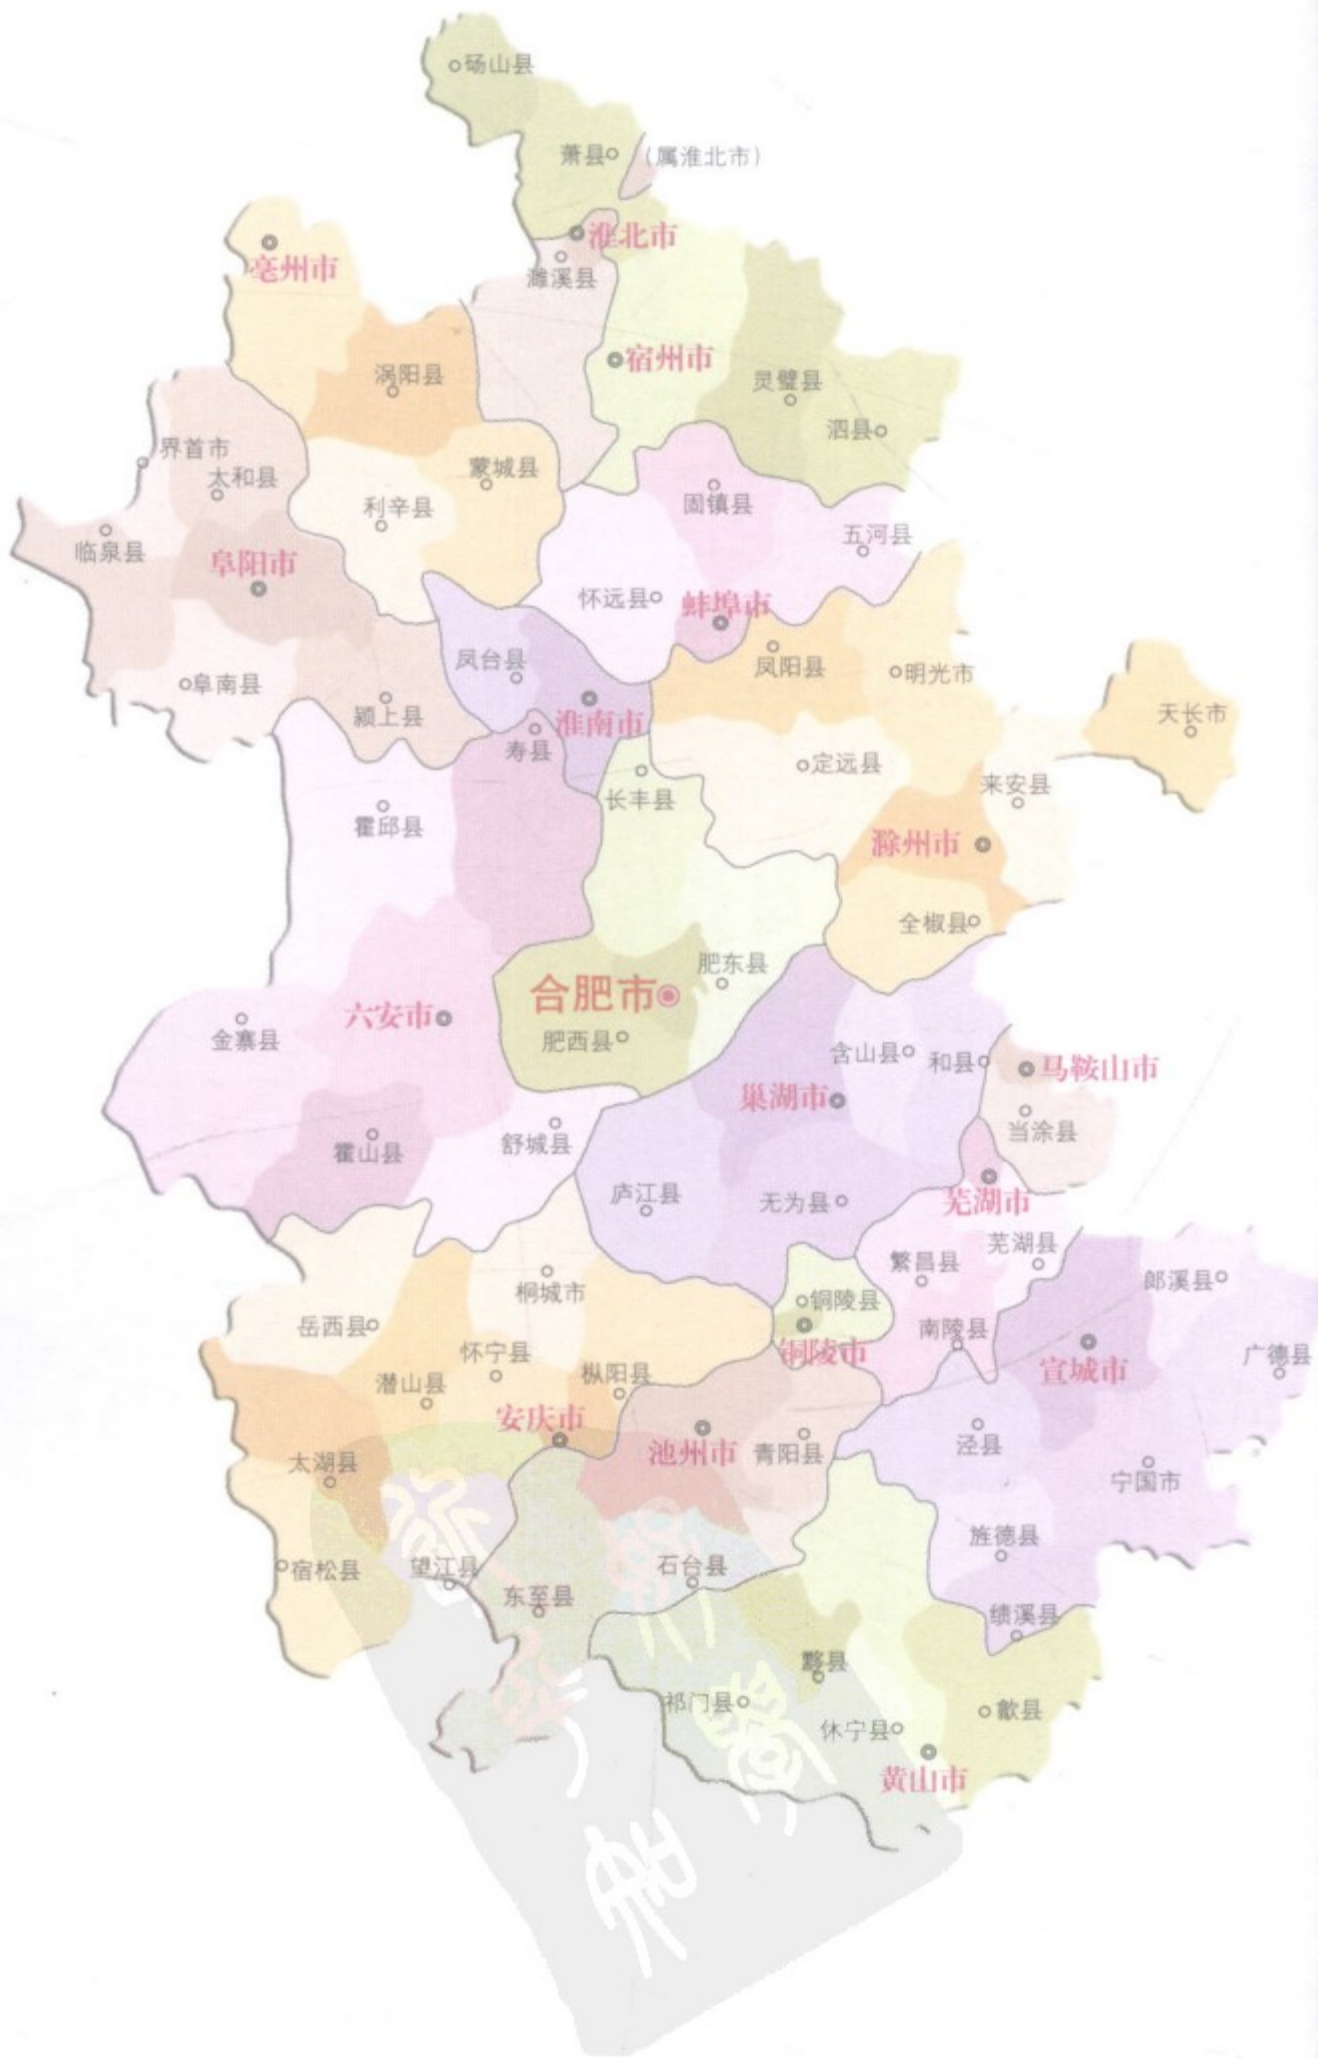 砀山县
萧县
（属淮北市）
淮北市
亳州市
濉溪县
宿州市
涡阳县
灵璧县
泗县
界首市
蒙城县
太和县
固镇县
利辛县
五河县
临泉县
阜阳市
怀远县
蚌埠市
凤台县
凤阳县
明光市
阜南县
颍上县
淮南市
天长市
寿县
定远县
来安县
长丰县
霍邱县
滁州市
全椒县
肥东县
合肥市
六安市
金寨县
肥西县
含山县
和县
马鞍山市
巢湖市
当涂县
霍山县
舒城县
庐江县
无为县
芜湖市
芜湖县
繁昌县
郎溪县
桐城市
铜陵县
岳西县
南陵县
怀宁县
铜陵市
广德县
宣城市
潜山县
枞阳县
安庆市
池州市
青阳县
泾县
太湖县
宁国市
旌德县
宿松县
望江县
石台县
东至县
绩溪县
黟县
祁门县
歙县
休宁县
黄山市